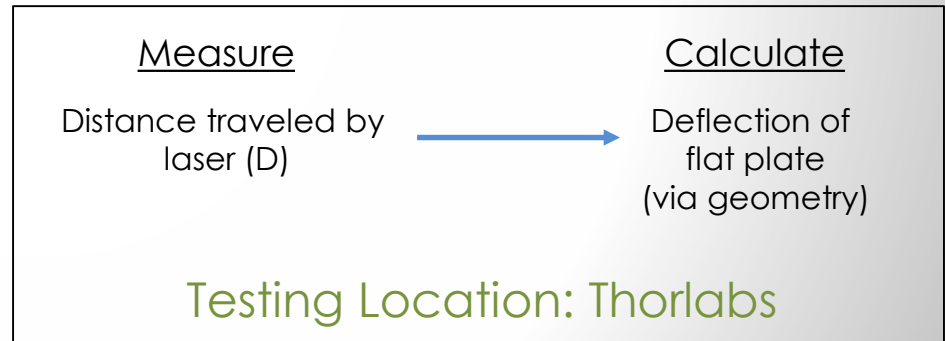 Measure
Distance traveled by
laser (D)
Calculate
Deflection of
flat plate
(via geometry)
Testing Location: Thorlabs